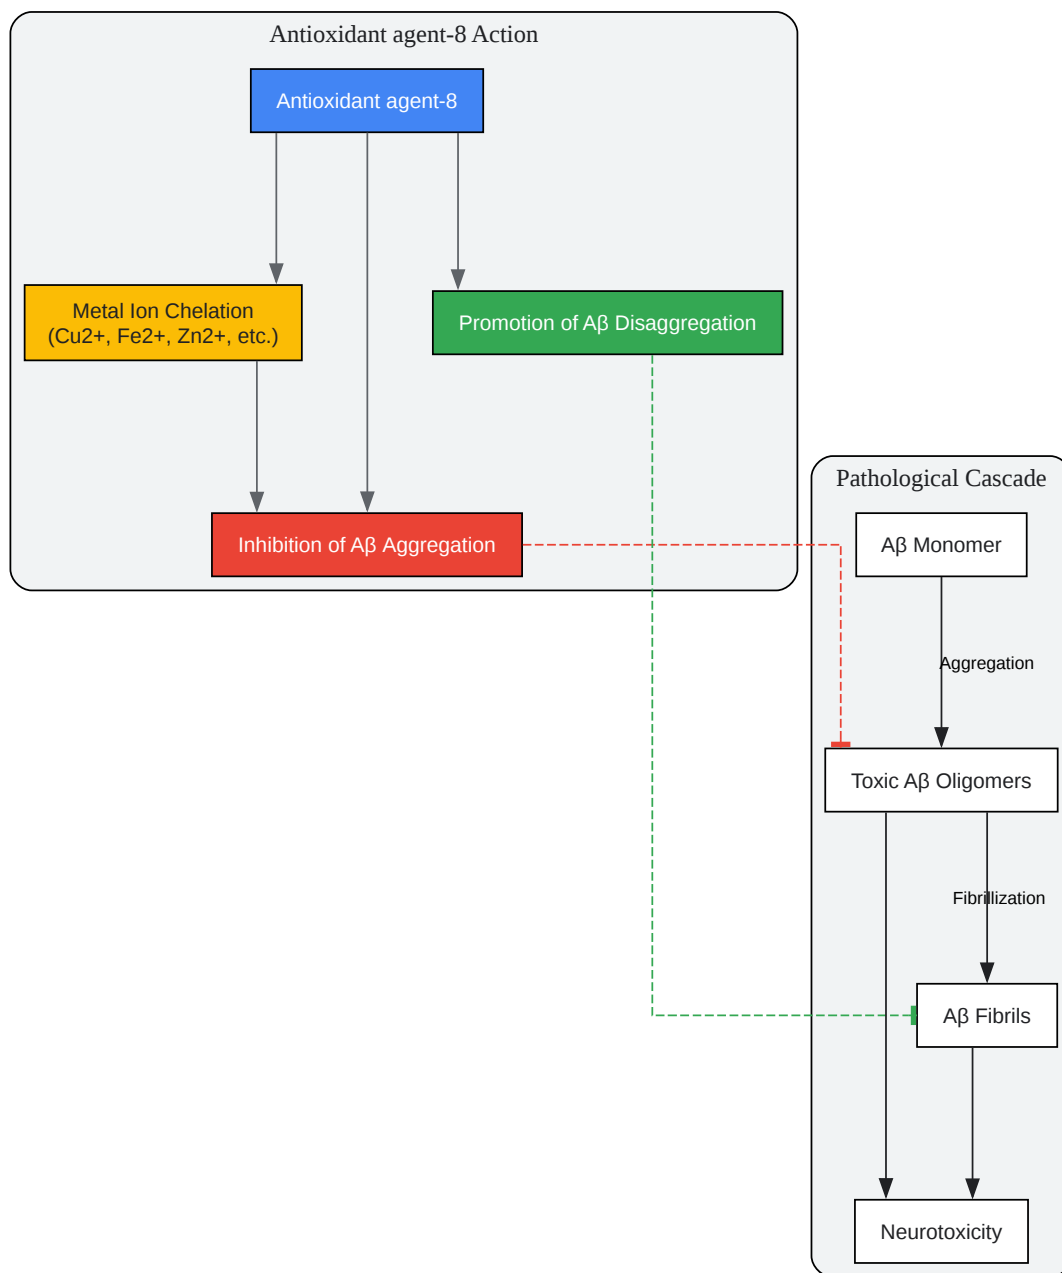 Antioxidant agent-8 Action
Antioxidant agent-8
Metal Ion Chelation
(Cu2+, Fe2+, Zn2+, etc.)
Promotion of Aβ Disaggregation
Inhibition of Aβ Aggregation
Pathological Cascade
Aβ Monomer
Aggregation
Toxic Aβ Oligomers
Fibrillization
Aβ Fibrils
Neurotoxicity